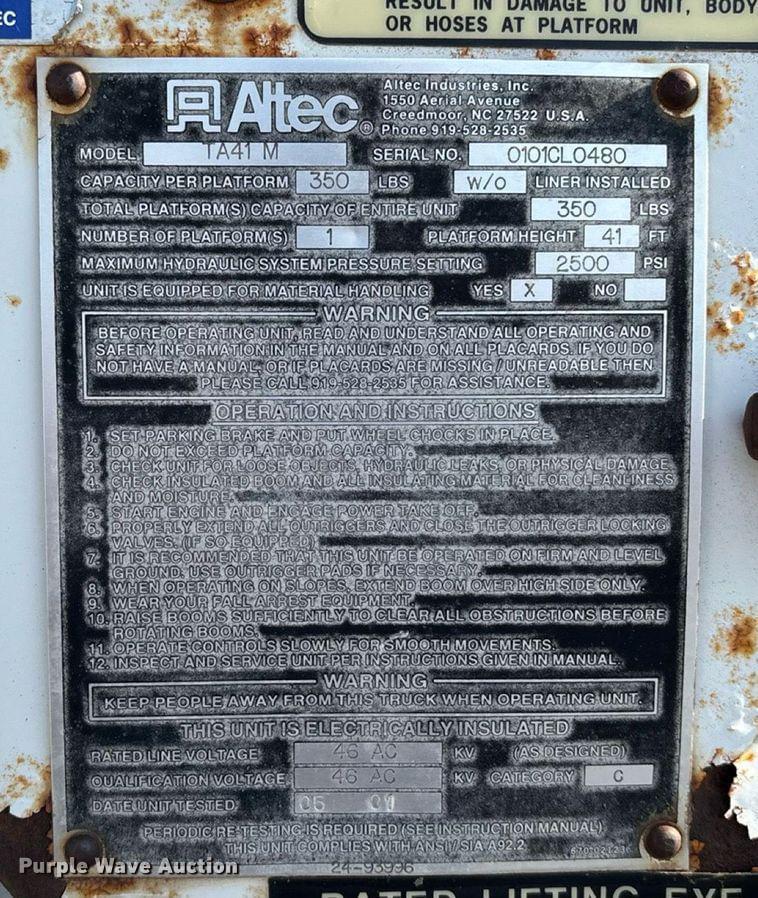 EC
RESULT IN DAMAGE TO UNIT, BODY
OR HOSES AT PLATFORM
Altec®
Altec Industries, Inc.
1550 Aerial Avenue
Creedmoor, NC 27522 U.S.A.
Phone 919-528-2535
MODEL TA41 M SERIAL NO. 0101CL0480
CAPACITY PER PLATFORM 350 LBS W/O LINER INSTALLED
TOTAL PLATFORM(S) CAPACITY OF ENTIRE UNIT 350 LBS
NUMBER OF PLATFORM(S) 1 PLATFORM HEIGHT 41 FT
MAXIMUM HYDRAULIC SYSTEM PRESSURE SETTING 2500 PSI
UNIT IS EQUIPPED FOR MATERIAL HANDLING YES X NO
WARNING
BEFORE OPERATING UNIT, READ AND UNDERSTAND ALL OPERATING AND
SAFETY INFORMATION IN THE MANUAL AND ON ALL PLACARDS. IF YOU DO
NOT HAVE A MANUAL, OR IF PLACARDS ARE MISSING/UNREADABLE THEN
PLEASE CALL 919-528-2535 FOR ASSISTANCE.
OPERATION AND INSTRUCTIONS
1. SET PARKING BRAKE AND PUT WHEEL CHOCKS IN PLACE.
2. DO NOT EXCEED PLATFORM CAPACITY.
3. CHECK UNIT FOR LOOSE OBJECTS, HYDRAULIC LEAKS, OR PHYSICAL DAMAGE.
4. CHECK INSULATED BOOM AND ALL INSULATING MATERIAL FOR CLEANLINESS
AND MOISTURE.
5. START ENGINE AND ENGAGE POWER TAKE OFF.
6. PROPERLY EXTEND ALL OUTRIGGERS AND CLOSE THE OUTRIGGER LOCKING
VALVES. (IF SO EQUIPPED)
7. IT IS RECOMMENDED THAT THIS UNIT BE OPERATED ON FIRM AND LEVEL
GROUND. USE OUTRIGGER PADS IF NECESSARY.
8. WHEN OPERATING ON SLOPES, EXTEND BOOM OVER HIGH SIDE ONLY.
9. WEAR YOUR FALL ARREST EQUIPMENT.
10. RAISE BOOMS SUFFICIENTLY TO CLEAR ALL OBSTRUCTIONS BEFORE
ROTATING BOOMS.
11. OPERATE CONTROLS SLOWLY FOR SMOOTH MOVEMENTS.
12. INSPECT AND SERVICE UNIT PER INSTRUCTIONS GIVEN IN MANUAL.
WARNING
KEEP PEOPLE AWAY FROM THIS TRUCK WHEN OPERATING UNIT.
THIS UNIT IS ELECTRICALLY INSULATED
RATED LINE VOLTAGE 46 AC KV (AS DESIGNED)
QUALIFICATION VOLTAGE 46 AC KV CATEGORY C
DATE UNIT TESTED 05 01
PERIODIC RE TESTING IS REQUIRED (SEE INSTRUCTION MANUAL)
THIS UNIT COMPLIES WITH ANSI/SIA A92.2
Purple Wave Auction
24-93996
RATED LIFTING EYE